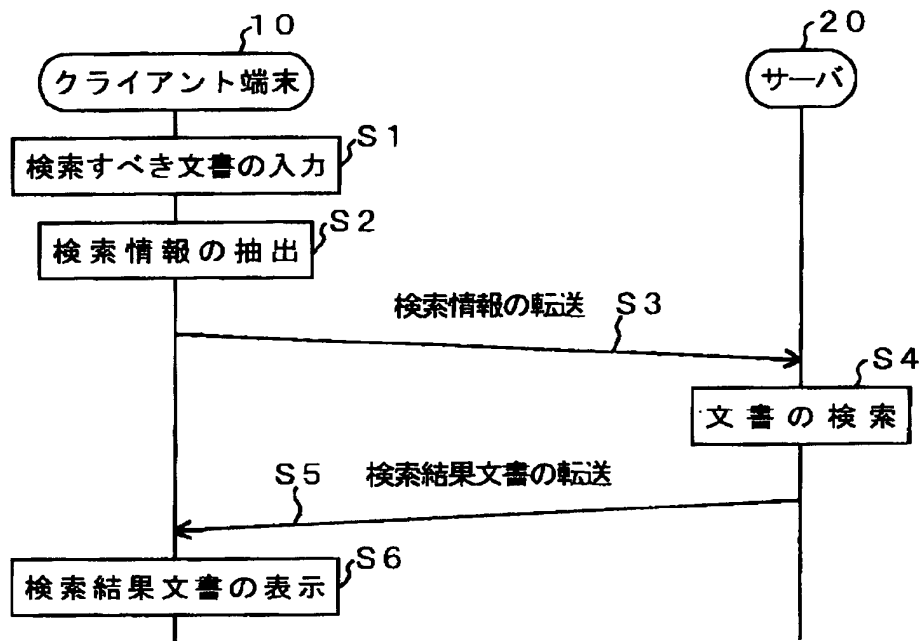 10
20
クライアント端末
サーバ
S1
検索すべき文書の入力
S2
検索情報の抽出
検索情報の転送 S3
S4
文書の検索
S5 検索結果文書の転送
S6
検索結果文書の表示